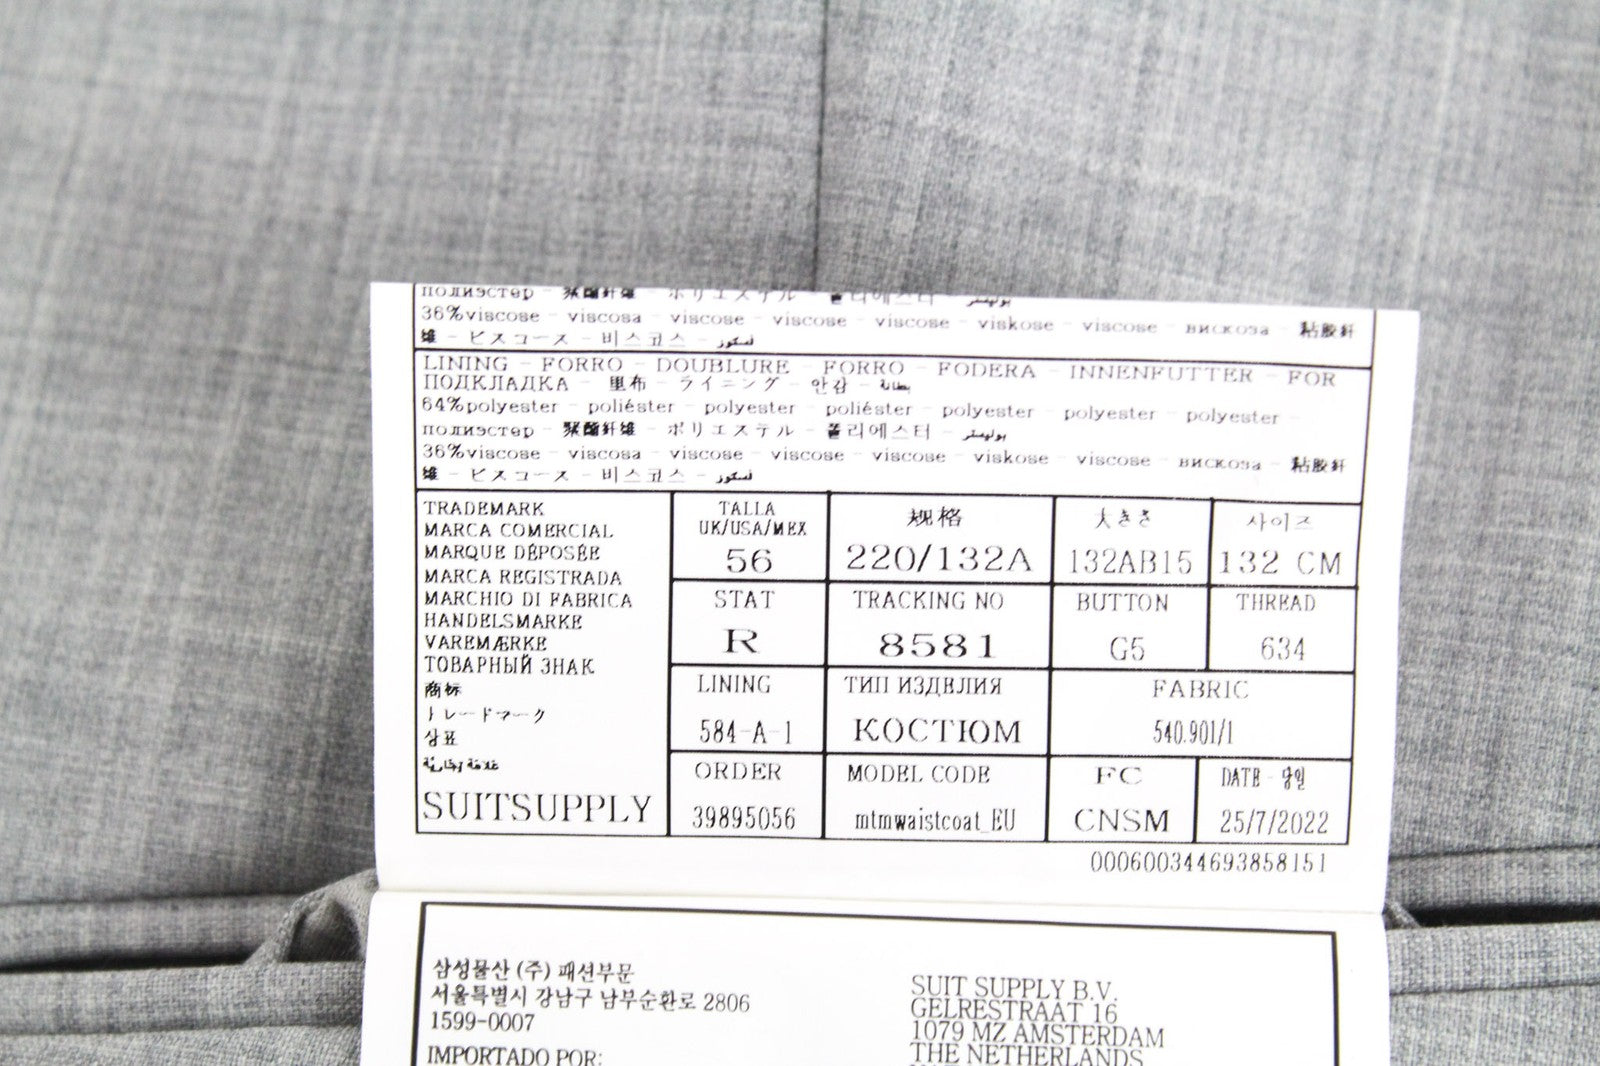 полиэстер - 聚酯纤维 - ポリエステル - 폴리에스터 - بوليستر
36%viscose - viscosa - viscose - viscose - viscose - viskose - viscose - вискоза - 粘胶纤
维 - ビスコース - 비스코스 - فسكوز
LINING - FORRO - DOUBLURE - FORRO - FODERA - INNENFUTTER - FOR
ПОДКЛАДКА - 里布 - ライニング - 안감 - بطانة
64%polyester - poliéster - polyester - poliéster - polyester - polyester - polyester -
полиэстер - 聚酯纤维 - ポリエステル - 폴리에스터 - بوليستر
36%viscose - viscosa - viscose - viscose - viscose - viskose - viscose - вискоза - 粘胶纤
维 - ビスコース - 비스코스 - فسكوز
TRADEMARK
MARCA COMERCIAL
MARQUE DÉPOSÉE
MARCA REGISTRADA
MARCHIO DI FABRICA
HANDELSMARKE
VAREMÆRKE
ТОВАРНЫЙ ЗНАК
商标
トレードマーク
상표
علامة تجارية
SUITSUPPLY
TALLA
UK/USA/MEX
56
规格
220/132A
大きさ
132AB15
사이즈
132 CM
STAT
R
TRACKING NO
8581
BUTTON
G5
THREAD
634
LINING
584-A-1
ТИП ИЗДЕЛИЯ
КОСТЮМ
FABRIC
540.901/1
ORDER
39895056
MODEL CODE
mtmwaistcoat_EU
FC
CNSM
DATE - 당일
25/7/2022
000600344693858151
삼성물산 (주) 패션부문
서울특별시 강남구 남부순환로 2806
1599-0007
IMPORTADO POR:
SUIT SUPPLY B.V.
GELRESTRAAT 16
1079 MZ AMSTERDAM
THE NETHERLANDS